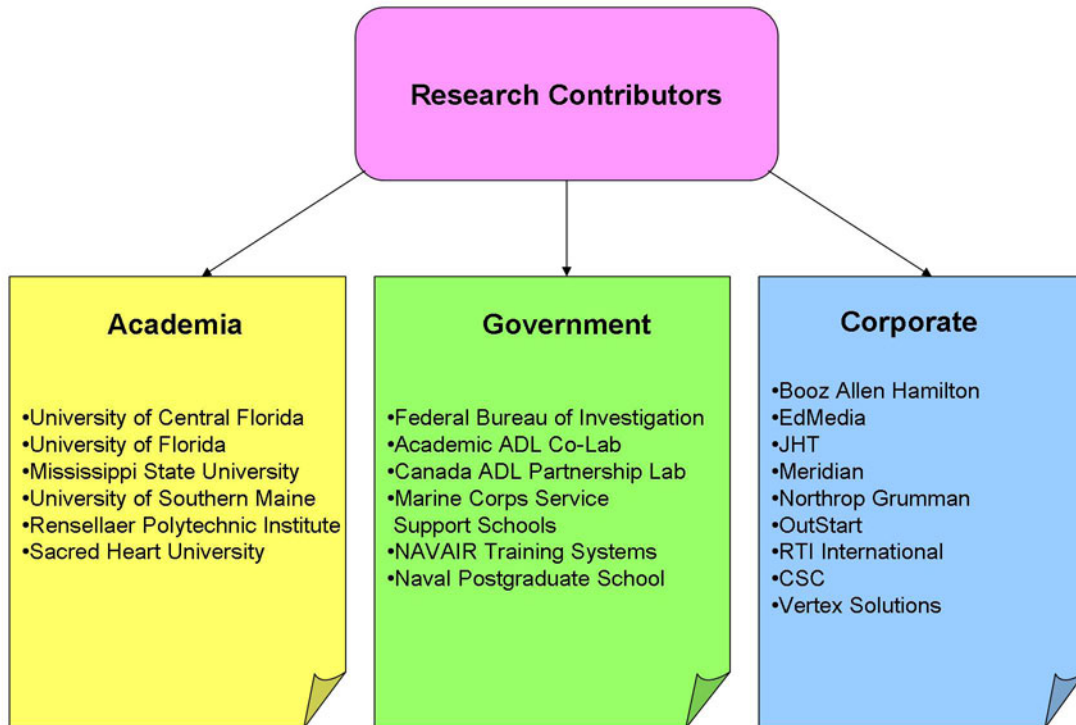 Research Contributors
Academia
•University of Central Florida
•University of Florida
•Mississippi State University
•University of Southern Maine
•Rensellaer Polytechnic Institute
•Sacred Heart University
Government
•Federal Bureau of Investigation
•Academic ADL Co-Lab
•Canada ADL Partnership Lab
•Marine Corps Service
Support Schools
•NAVAIR Training Systems
•Naval Postgraduate School
Corporate
•Booz Allen Hamilton
•EdMedia
•JHT
•Meridian
•Northrop Grumman
•OutStart
•RTI International
•CSC
•Vertex Solutions